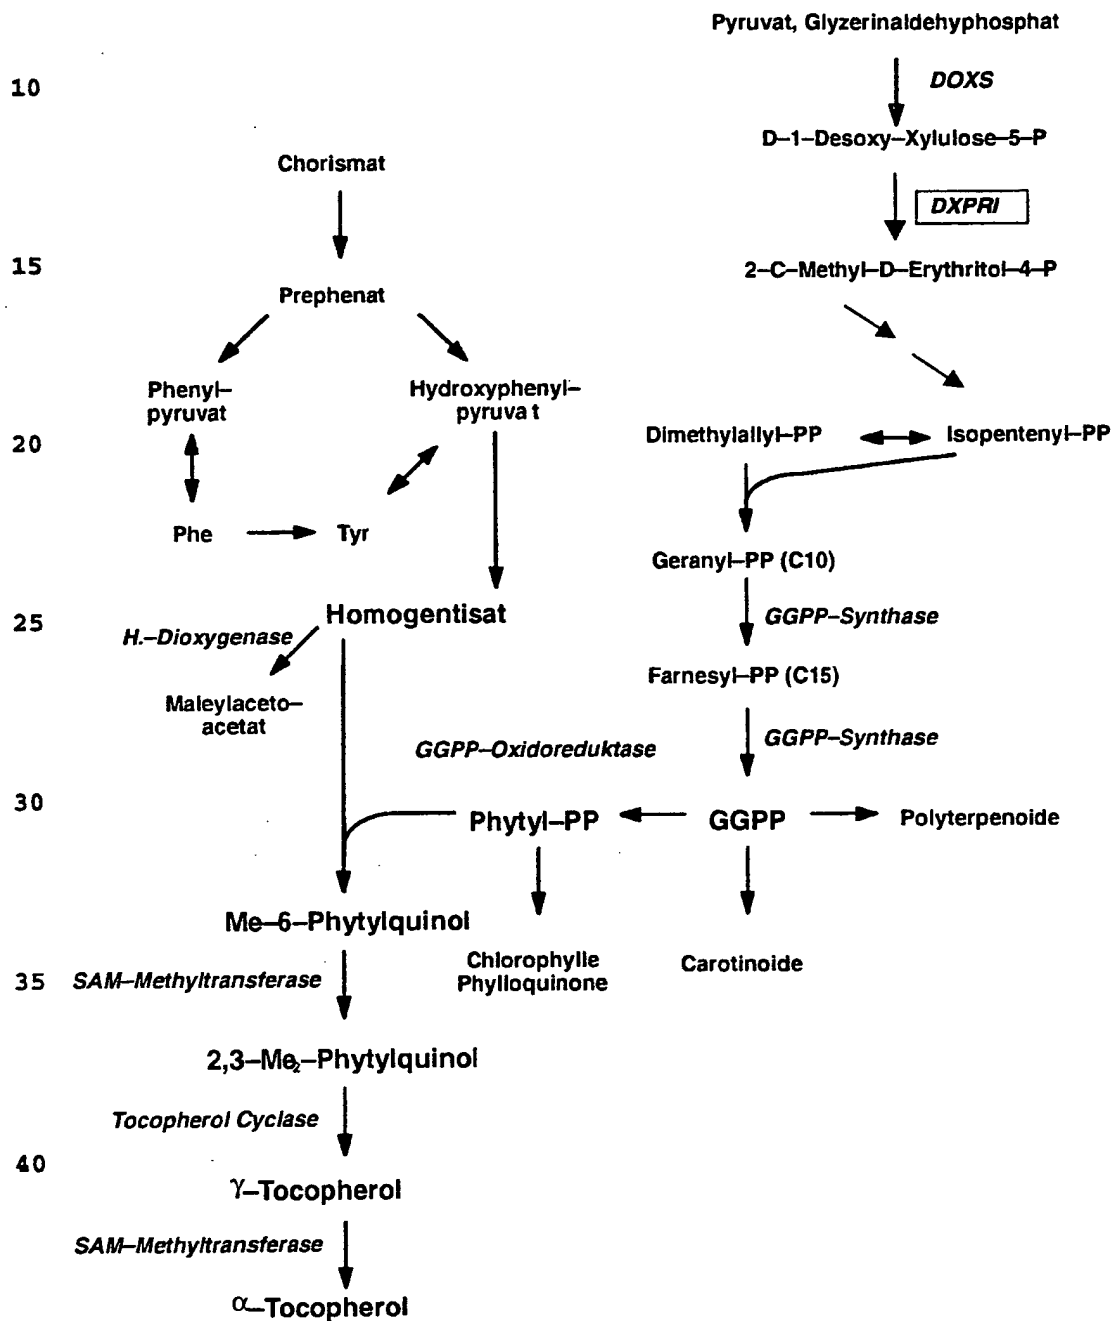 Pyruvat, Glyzerinaldehyphosphat
10
DOXS
D-1-Desoxy-Xylulose-5-P
Chorismat
DXPRI
15
2-C-Methyl-D-Erythritol-4-P
Prephenat
Phenyl-
pyruvat
Hydroxyphenyl-
pyruvat
20
Dimethylallyl-PP
Isopentenyl-PP
Phe
Tyr
Geranyl-PP (C10)
25
Homogentisat
H.-Dioxygenase
GGPP-Synthase
Farnesyl-PP (C15)
Maleylaceto-
acetat
GGPP-Oxidoreduktase
GGPP-Synthase
30
Phytyl-PP
GGPP
Polyterpenoide
Me-6-Phytylquinol
Chlorophylle
Phylloquinone
Carotinoide
35
SAM-Methyltransferase
2,3-Me2-Phytylquinol
Tocopherol Cyclase
40
γ-Tocopherol
SAM-Methyltransferase
α-Tocopherol